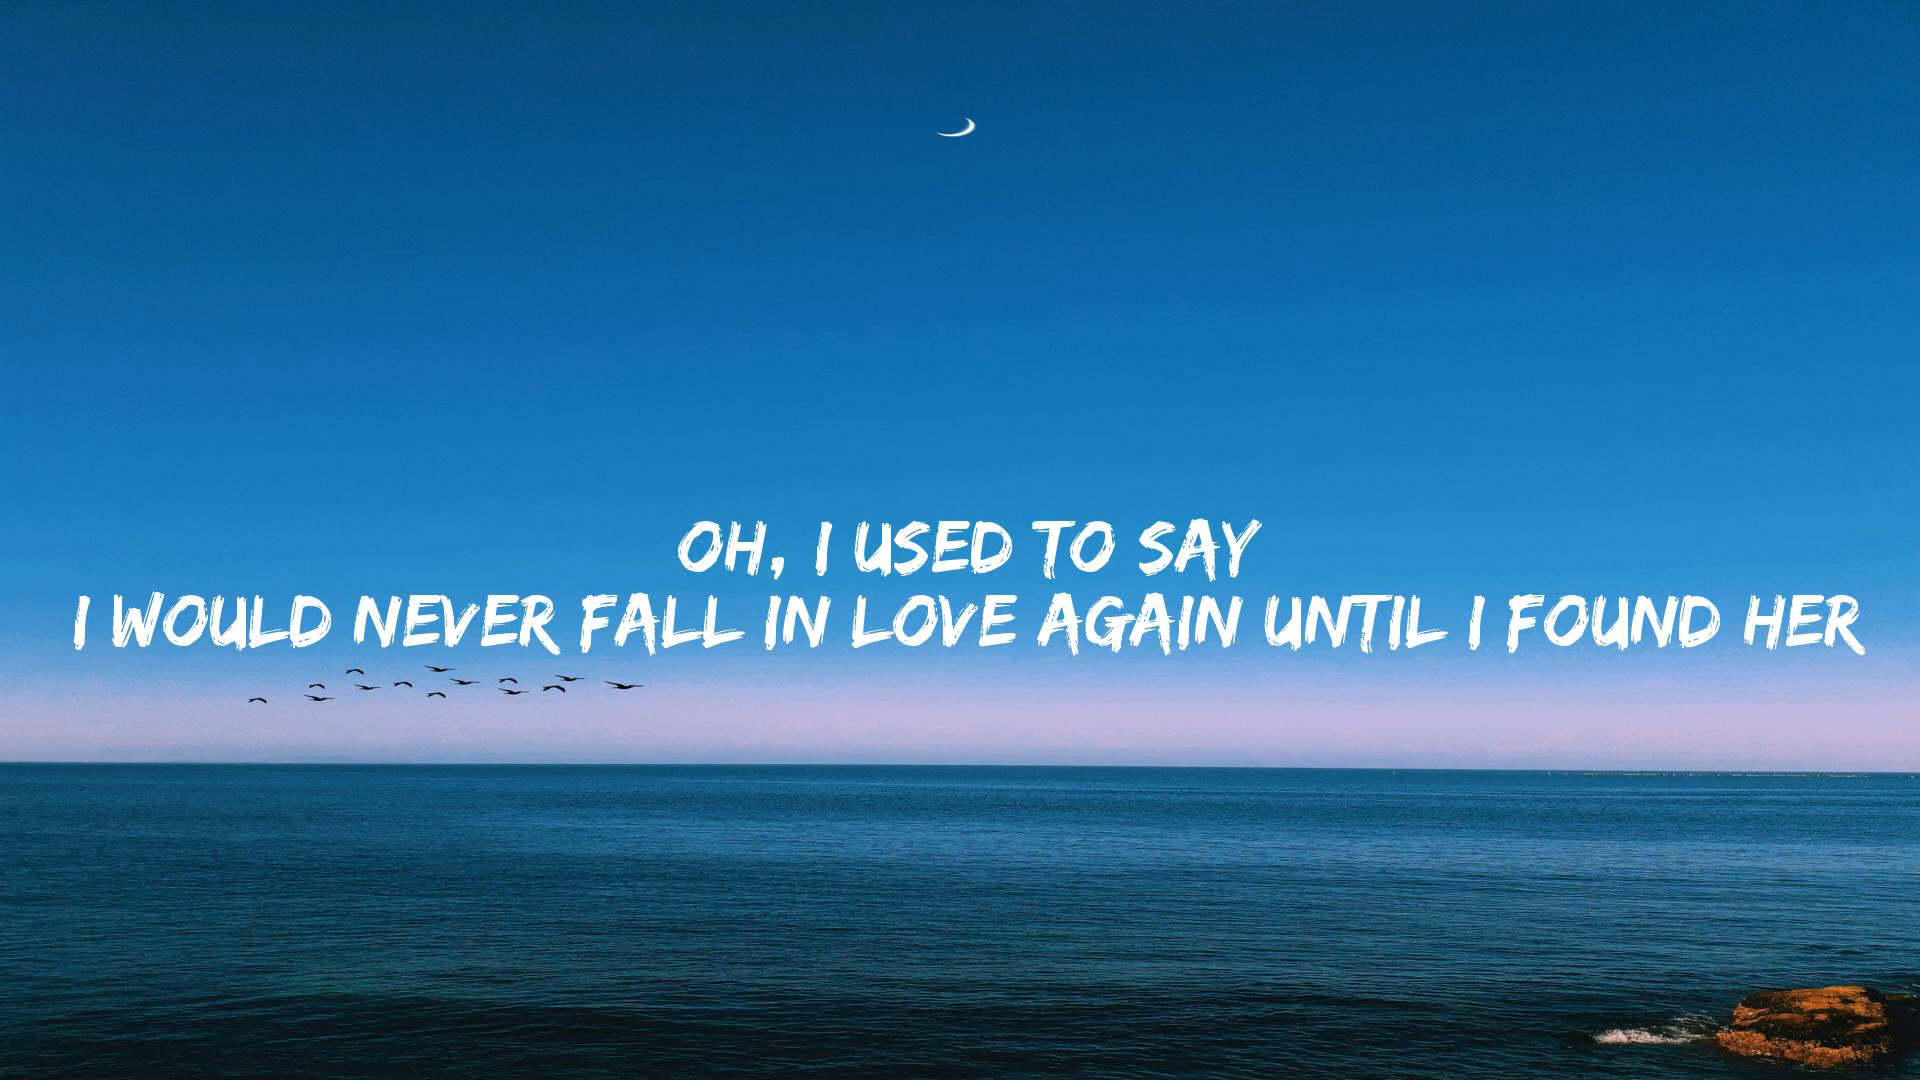 OH, I USED TO SAY
I WOULD NEVER FALL IN LOVE AGAIN UNTIL I FOUND HER